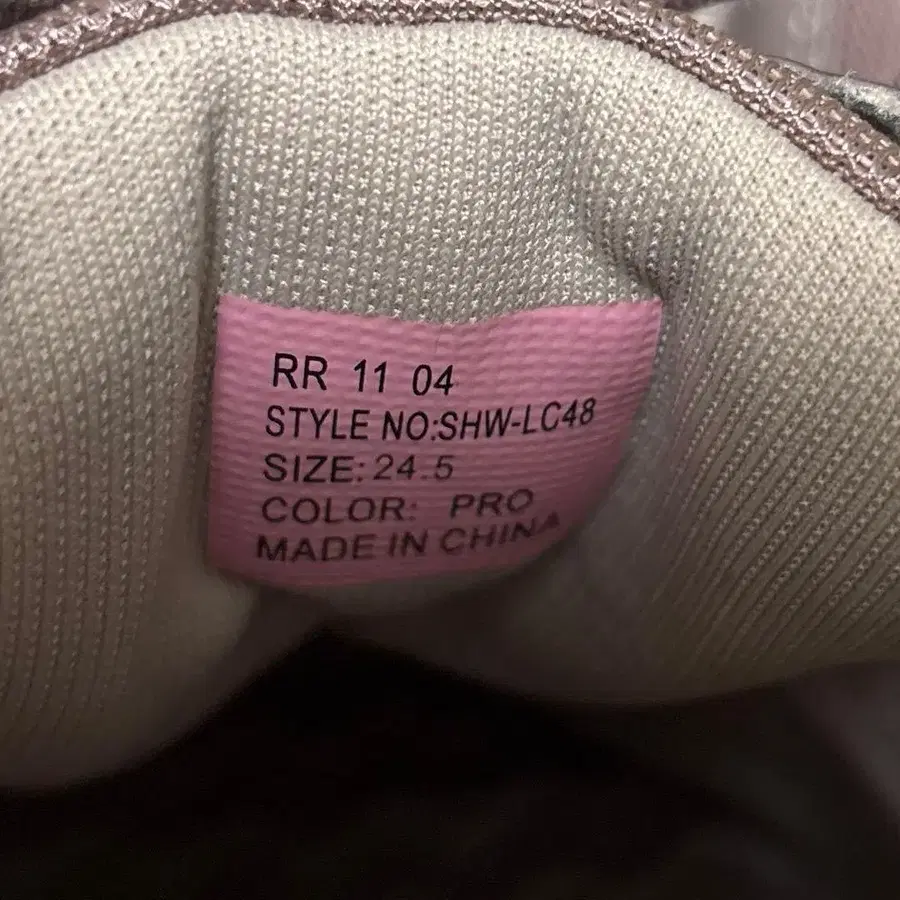 RR 11 04
STYLE NO:SHW-LC48
SIZE: 24.5
COLOR: PRO
MADE IN CHINA